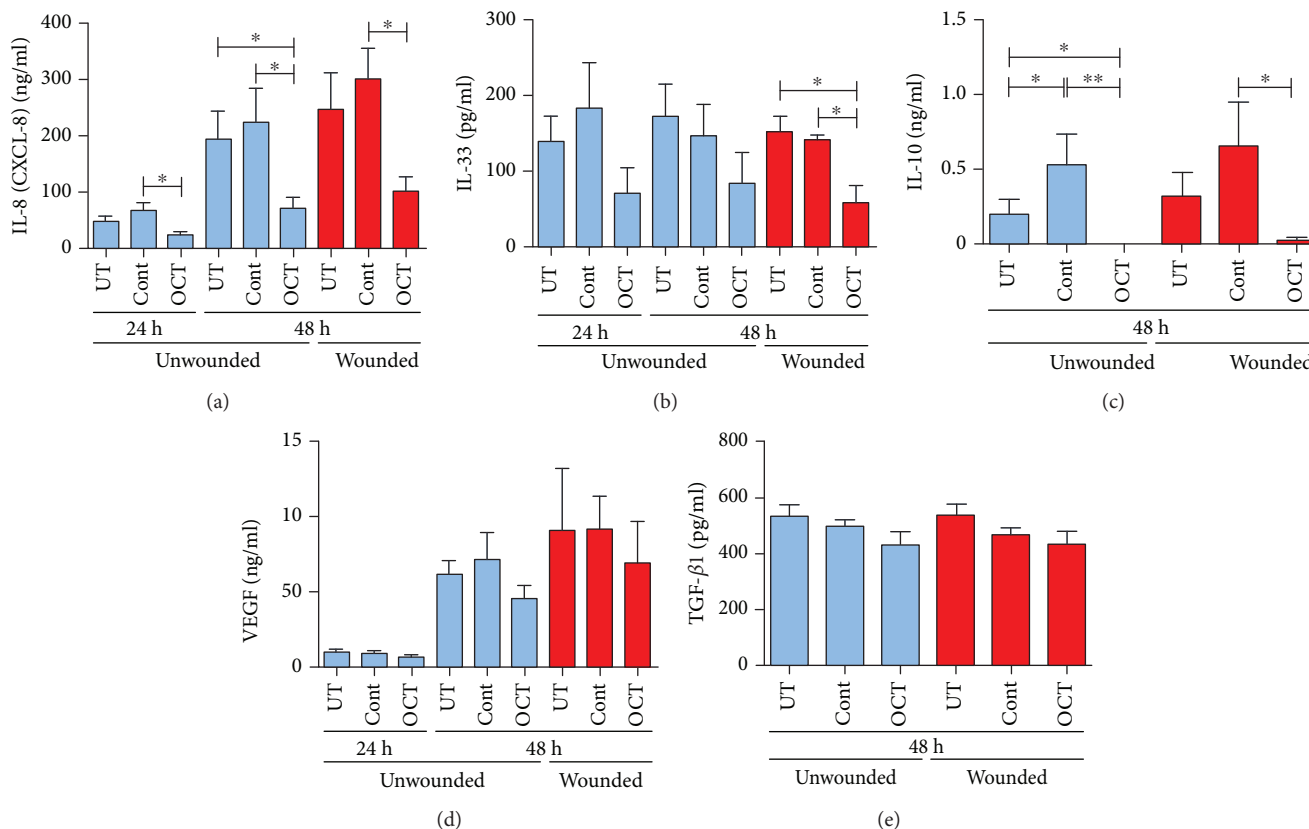 IL-8 (CXCL-8) (ng/ml)
400
300
200
100
0
* * * *
UT Cont OCT UT Cont OCT UT Cont OCT
24 h 48 h
Unwounded Wounded
(a)
IL-33 (pg/ml)
300
200
150
0
* *
UT Cont OCT UT Cont OCT UT Cont OCT
24 h 48 h
Unwounded Wounded
(b)
IL-10 (ng/ml)
1.5
1.0
0.5
0
* * ** *
UT Cont OCT UT Cont OCT
48 h
Unwounded Wounded
(c)
VEGF (ng/ml)
15
10
50
0
UT Cont OCT UT Cont OCT UT Cont OCT
24 h 48 h
Unwounded Wounded
(d)
TGF-β1 (pg/ml)
800
600
400
200
0
UT Cont OCT UT Cont OCT
48 h
Unwounded Wounded
(e)